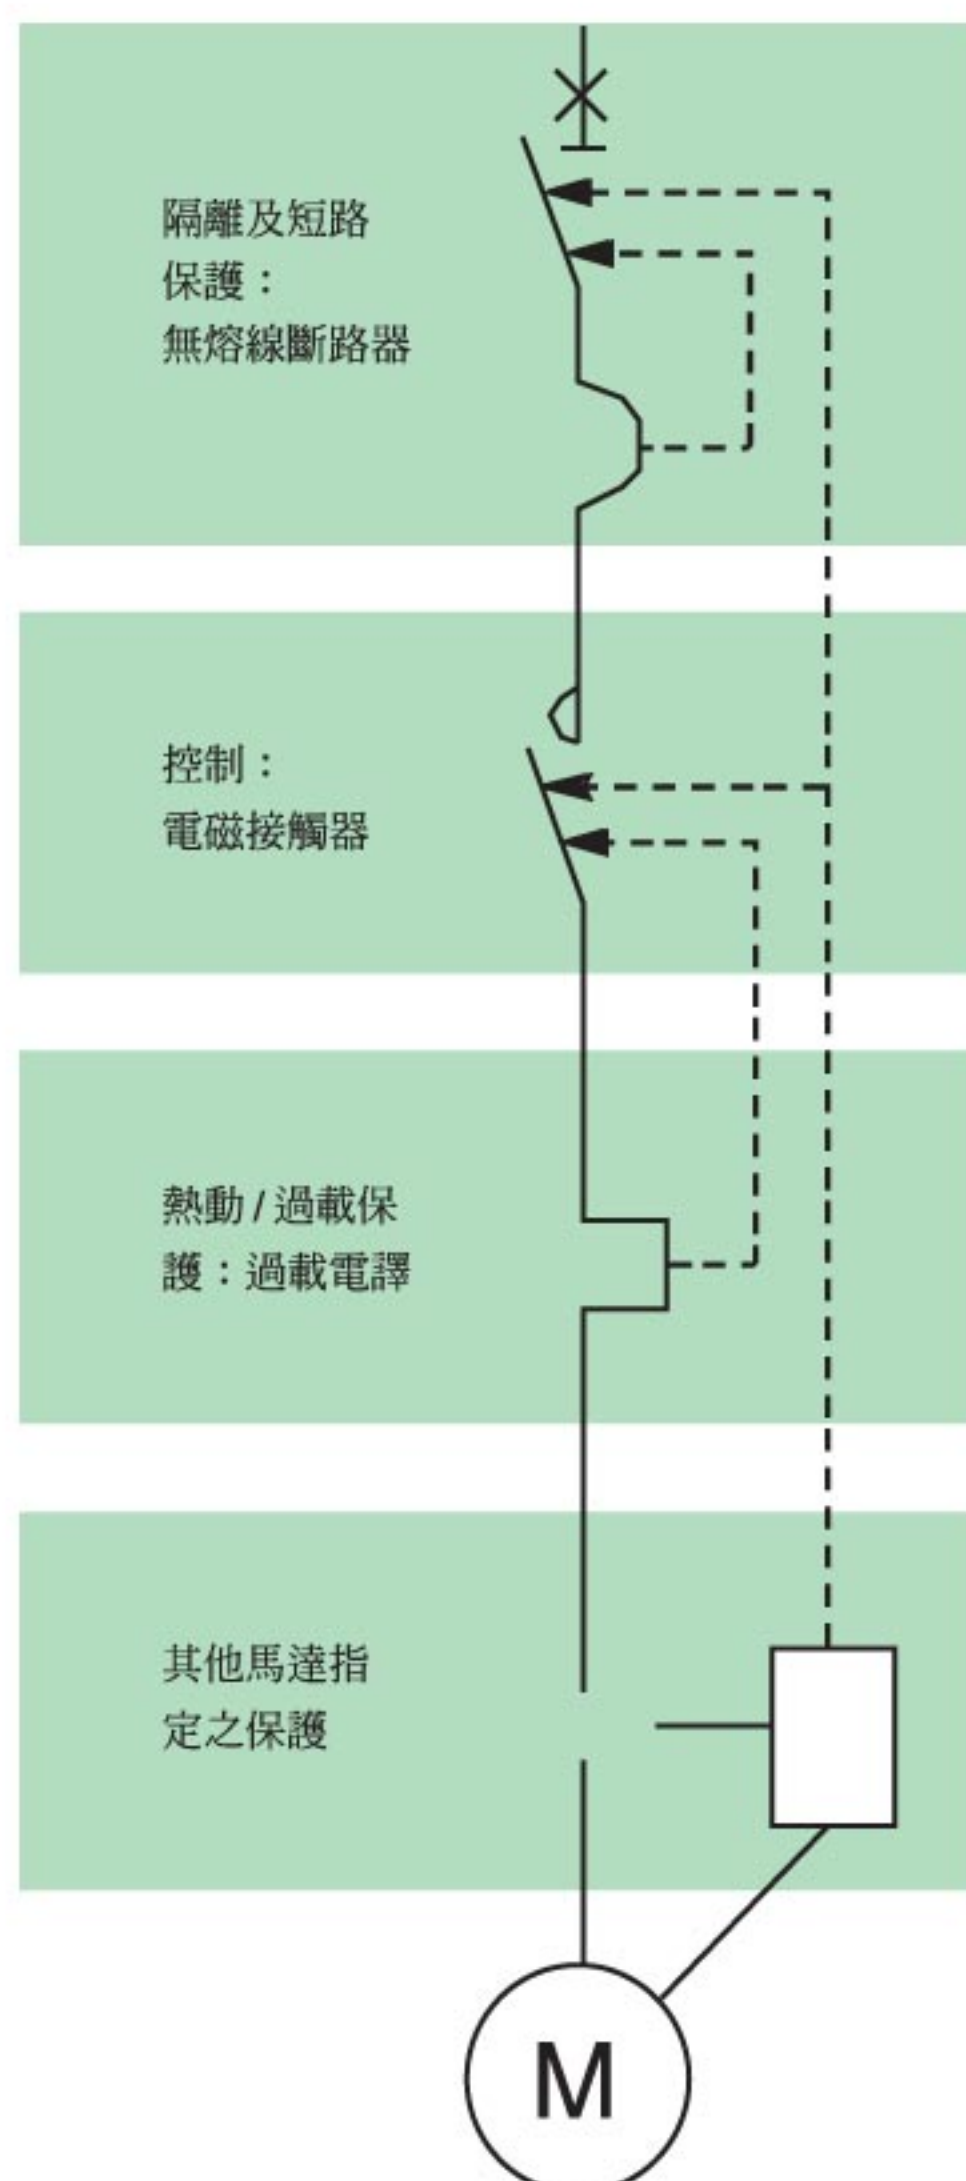 隔離及短路
保護：
無熔線斷路器
控制：
電磁接觸器
熱動/過載保
護：過載電譯
其他馬達指
定之保護
M